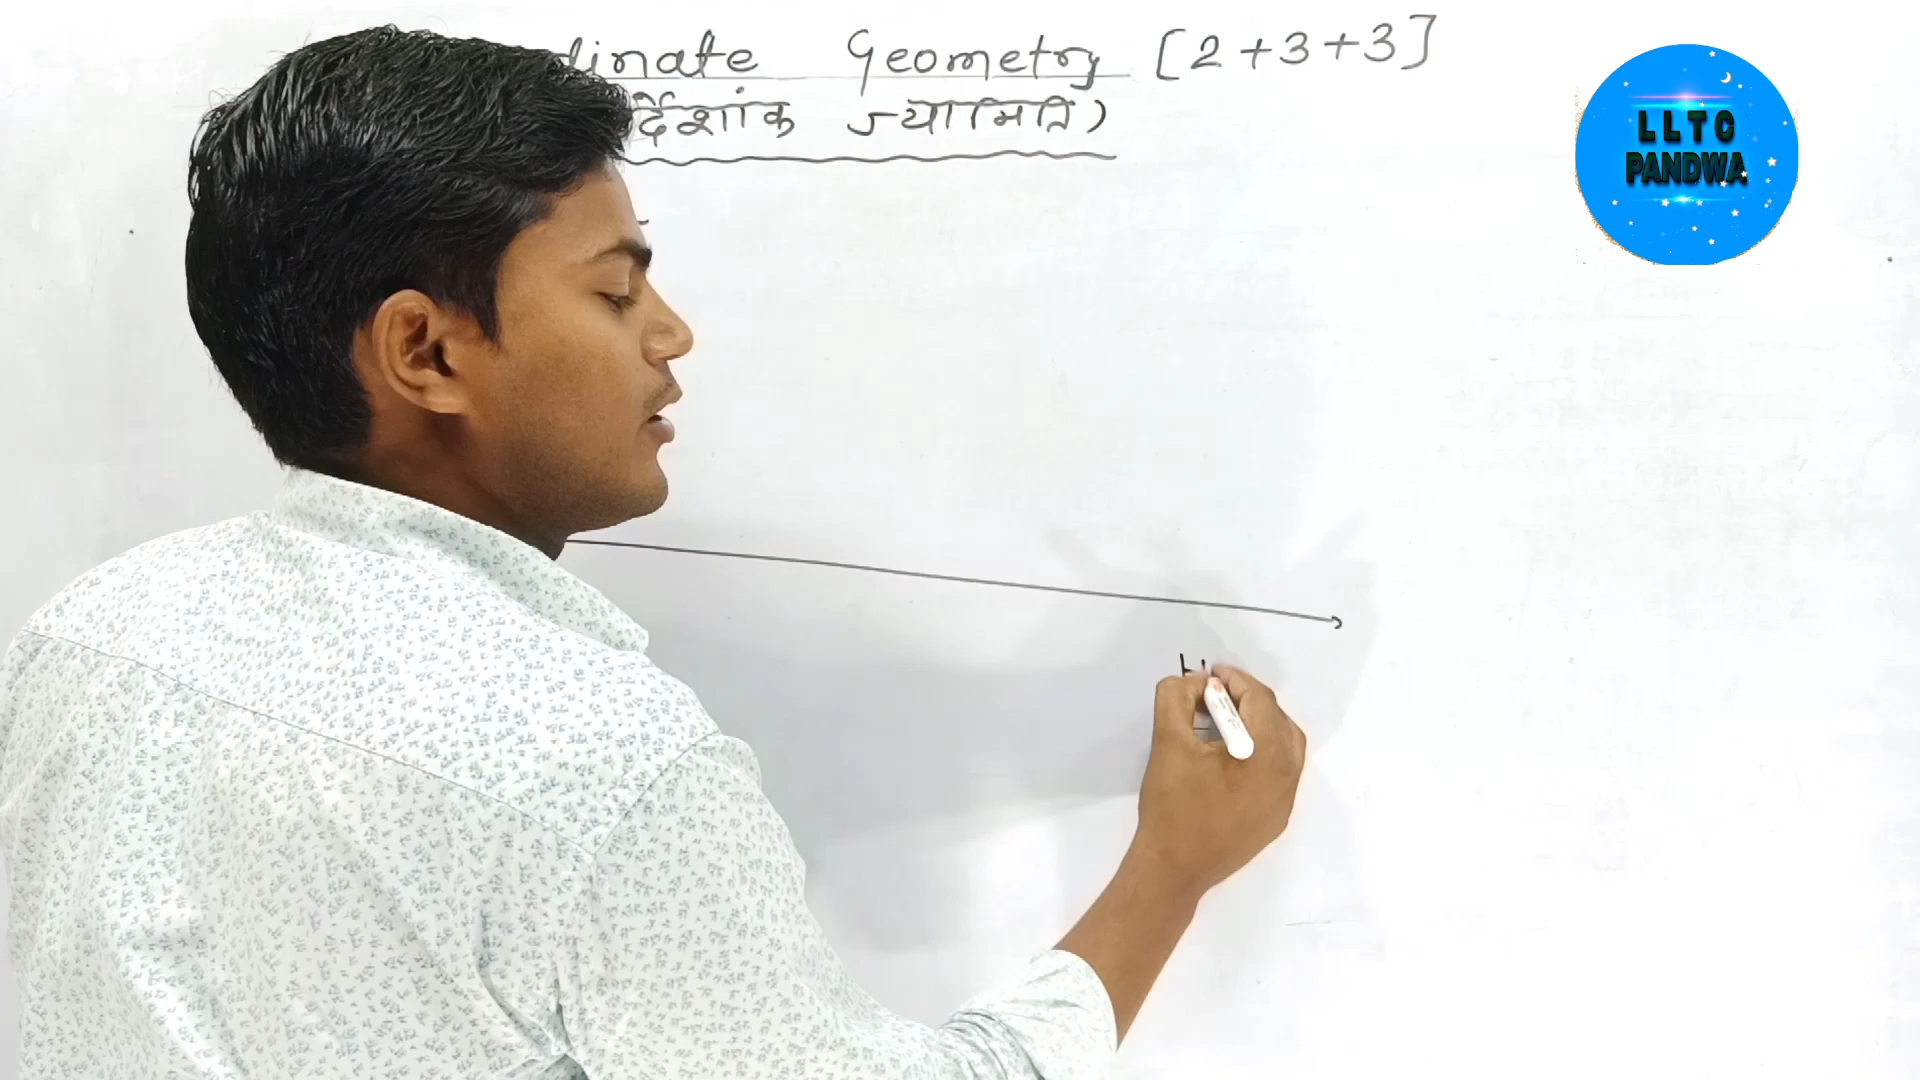 dinate Geometry [2+3+3]
र्देशांक ज्यामिति)
LLTC
PANDWA